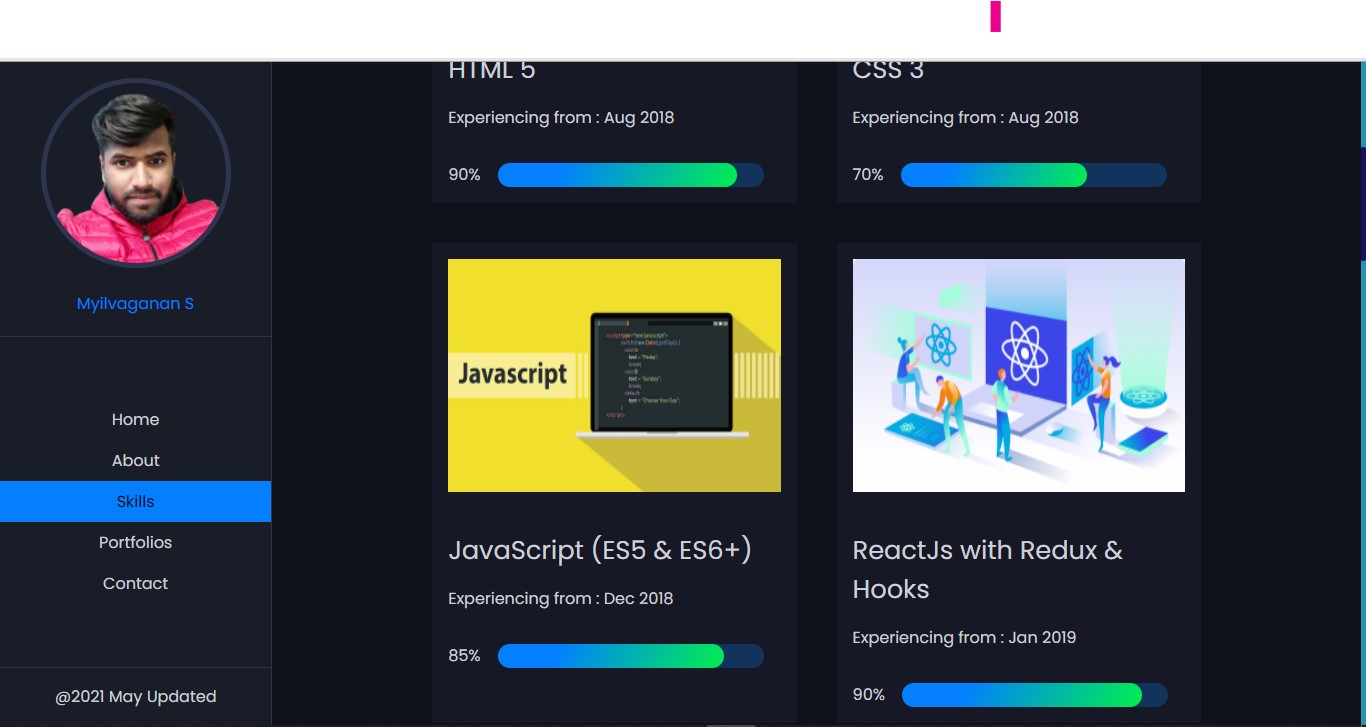 HTML 5
CSS 3
Experiencing from : Aug 2018
Experiencing from : Aug 2018
90%
70%
Myilvaganan S
Home
About
Skills
Portfolios
Contact
@2021 May Updated
Javascript
JavaScript (ES5 & ES6+)
Experiencing from : Dec 2018
85%
ReactJs with Redux &
Hooks
Experiencing from : Jan 2019
90%